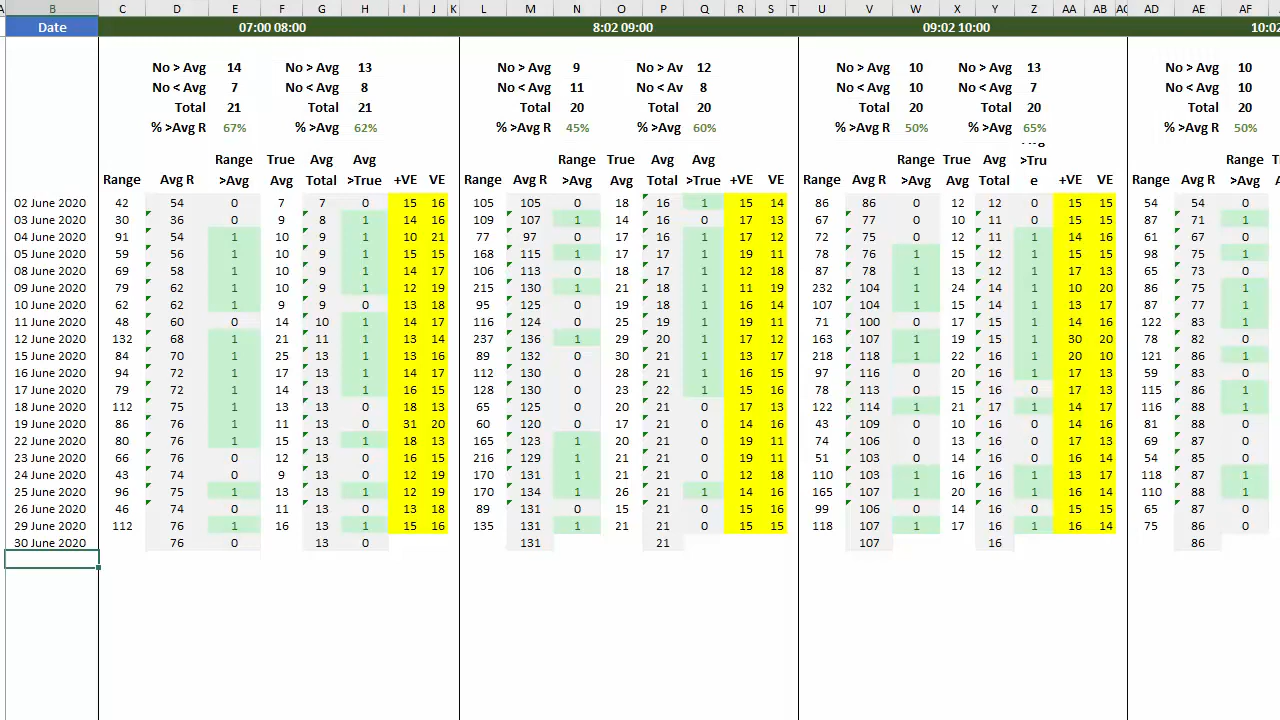 B C D E F G H I J K L M N O P Q R S T U V W X Y Z AA AB AD AE AF
Date 07:00 08:00 8:02 09:00 09:02 10:00 10:02
No > Avg 14 No > Avg 13 No > Avg 9 No > Av 12 No > Avg 10 No > Avg 13 No > Avg 10
No < Avg 7 No < Avg 8 No < Avg 11 No < Av 8 No < Avg 10 No < Avg 7 No < Avg 10
Total 21 Total 21 Total 20 Total 20 Total 20 Total 20 Total 20
% >Avg R 67% % >Avg 62% % >Avg R 45% % >Avg 60% % >Avg R 50% % >Avg 65% % >Avg R 50%
Range True Avg Avg Range True Avg Avg Range True Avg >Tru Range
Range Avg R >Avg Avg Total >True +VE VE Range Avg R >Avg Avg Total >True +VE VE Range Avg R >Avg Avg Total e +VE VE Range Avg R >Avg
02 June 2020 42 54 0 7 7 0 15 16 105 105 0 18 16 1 15 14 86 86 0 12 12 0 15 15 54 54 0
03 June 2020 30 36 0 9 8 1 14 16 109 107 1 14 16 0 17 13 67 77 0 10 11 0 15 15 87 71 1
04 June 2020 91 54 1 10 9 1 10 21 77 97 0 17 16 1 17 12 72 75 0 12 11 1 14 16 61 67 0
05 June 2020 59 56 1 10 9 1 15 15 168 115 1 17 17 1 19 11 78 76 1 15 12 1 15 16 98 75 1
08 June 2020 69 58 1 10 9 1 14 17 106 113 0 18 17 1 12 18 87 78 1 13 12 1 17 13 65 73 0
09 June 2020 79 62 1 10 9 1 12 19 215 130 1 21 18 1 11 19 232 104 1 24 14 1 10 20 86 75 1
10 June 2020 62 62 1 9 9 0 13 18 95 125 0 19 18 1 16 14 107 104 1 15 14 1 13 17 87 77 1
11 June 2020 48 60 0 14 10 1 14 17 116 124 0 25 19 1 19 11 71 100 0 17 15 1 14 16 122 83 1
12 June 2020 132 68 1 21 11 1 13 14 237 136 1 29 20 1 17 12 163 107 1 19 15 1 30 20 78 82 0
15 June 2020 84 70 1 25 13 1 13 16 89 132 0 30 21 1 13 17 218 118 1 22 16 1 20 10 121 86 1
16 June 2020 94 72 1 17 13 1 14 17 112 130 0 28 21 1 16 15 97 116 0 20 16 1 17 13 59 83 0
17 June 2020 79 72 1 14 13 1 16 15 128 130 0 23 22 1 15 16 78 113 0 15 16 0 17 13 115 86 1
18 June 2020 112 75 1 13 13 0 18 13 65 125 0 20 21 0 17 13 122 114 1 21 17 1 14 17 116 88 1
19 June 2020 86 76 1 11 13 0 31 20 60 120 0 17 21 0 14 16 43 109 0 10 16 0 14 16 81 88 0
22 June 2020 80 76 1 15 13 1 18 13 165 123 1 20 21 0 19 11 74 106 0 13 16 0 17 13 69 87 0
23 June 2020 66 76 0 12 13 0 16 15 216 129 1 21 21 0 19 11 51 103 0 14 16 0 16 14 54 85 0
24 June 2020 43 74 0 9 13 0 12 19 170 131 1 21 21 0 12 18 110 103 1 16 16 1 13 17 118 87 1
25 June 2020 96 75 1 13 13 1 12 19 170 134 1 26 21 1 14 16 165 107 1 20 16 1 16 14 110 88 1
26 June 2020 46 74 0 11 13 0 13 18 89 131 0 15 21 0 15 15 99 106 0 14 16 0 16 15 65 87 0
29 June 2020 112 76 1 16 13 1 15 16 135 131 1 21 21 0 15 16 118 107 1 17 16 1 16 14 75 86 0
30 June 2020 76 0 13 0 131 21 107 16 86